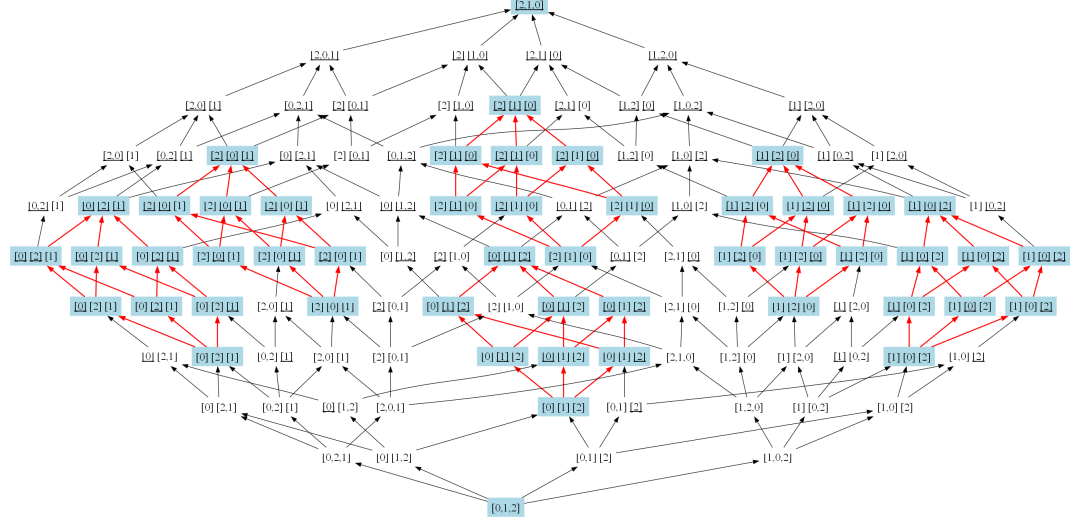 [2,1,0]
[2,0,1] [2] [1,0] [2,1] [0] [1,2,0]
[2,0] [1] [0,2,1] [2] [0,1] [2] [1,0] [2] [1] [0] [2,1] [0] [1,2] [0] [1,0,2] [1] [2,0]
[2,0] [1] [0,2] [1] [2] [0] [1] [0] [2,1] [2] [0,1] [0,1,2] [2] [1] [0] [2] [1] [0] [2] [1] [0] [1,2] [0] [1,0] [2] [1] [2] [0] [1] [0,2] [1] [2,0]
[0,2] [1] [0] [2] [1] [2] [0] [1] [2] [0] [1] [2] [0] [1] [0] [2,1] [0] [1,2] [2] [1] [0] [2] [1] [0] [0,1] [2] [2] [1] [0] [1,0] [2] [1] [2] [0] [1] [2] [0] [1] [2] [0] [1] [0] [2] [1] [0,2]
[0] [2] [1] [0] [2] [1] [0] [2] [1] [2] [0] [1] [2] [0] [1] [2] [0] [1] [0] [1,2] [2] [1,0] [0] [1] [2] [2] [1] [0] [0,1] [2] [2,1] [0] [1] [2] [0] [1] [2] [0] [1] [2] [0] [1] [0] [2] [1] [0] [2] [1] [0] [2]
[0] [2] [1] [0] [2] [1] [0] [2] [1] [2,0] [1] [2] [0] [1] [2] [0,1] [0] [1] [2] [2] [1,0] [0] [1] [2] [0] [1] [2] [2,1] [0] [1,2] [0] [1] [2] [0] [1] [2,0] [1] [0] [2] [1] [0] [2] [1] [0] [2]
[0] [2,1] [0] [2] [1] [0,2] [1] [2,0] [1] [2] [0,1] [0] [1] [2] [0] [1] [2] [0] [1] [2] [2,1,0] [1,2] [0] [1] [2,0] [1] [0,2] [1] [0] [2] [1,0] [2]
[0] [2,1] [0,2] [1] [0] [1,2] [2,0,1] [0] [1] [2] [0,1] [2] [1,2,0] [1] [0,2] [1,0] [2]
[0,2,1] [0] [1,2] [0,1] [2] [1,0,2]
[0,1,2]